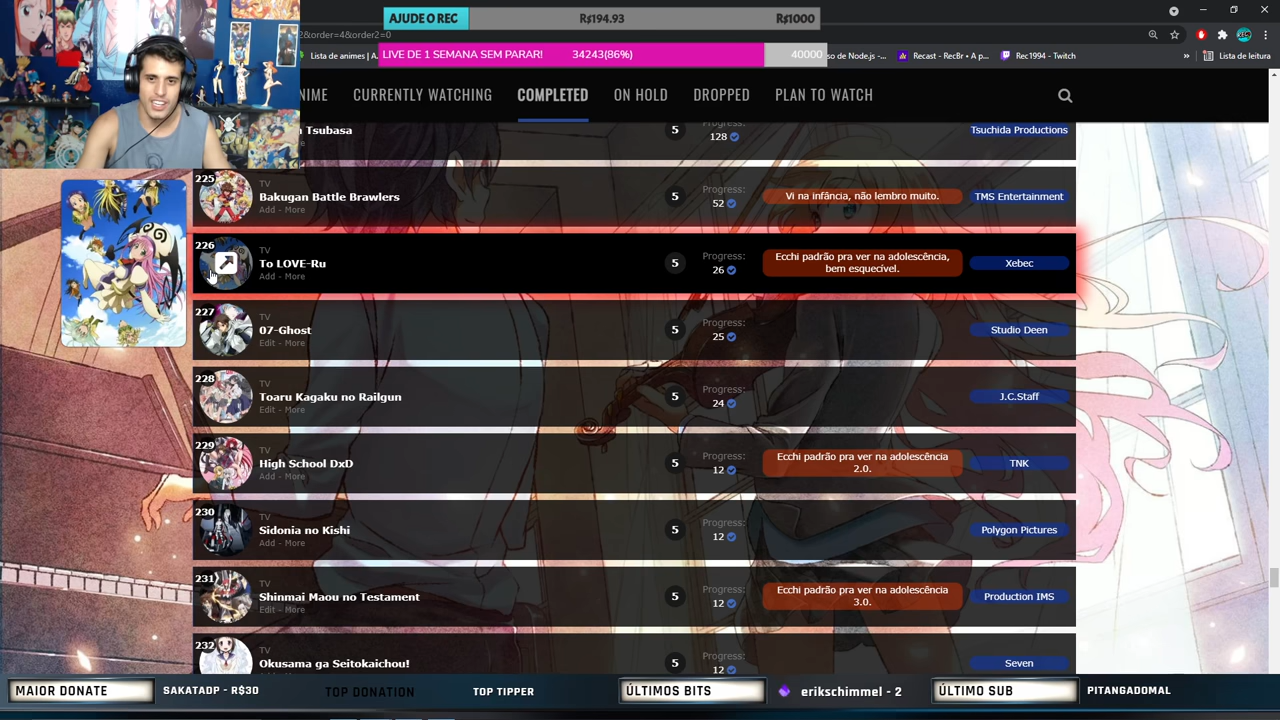 AJUDE O REC R$194.93 R$1000
2&order=4&order2=0
LIVE DE 1 SEMANA SEM PARAR! 34243(86%) 40000
Lista de animes | A.
so de Node.js -...
Recast - Rec8r • A p...
Rec1994 - Twitch
»
Lista de leitura
NIME CURRENTLY WATCHING COMPLETED ON HOLD DROPPED PLAN TO WATCH
Tsubasa 5 128 Tsuchida Productions
225 TV
Bakugan Battle Brawlers
Add - More
5
Progress:
52
Vi na infância, não lembro muito.
TMS Entertainment
226 TV
To LOVE-Ru
Add - More
5
Progress:
26
Ecchi padrão pra ver na adolescência,
bem esquecível.
Xebec
227 TV
07-Ghost
Edit - More
5
Progress:
25
Studio Deen
228 TV
Toaru Kagaku no Railgun
Edit - More
5
Progress:
24
J.C.Staff
229 TV
High School DxD
Add - More
5
Progress:
12
Ecchi padrão pra ver na adolescência
2.0.
TNK
230 TV
Sidonia no Kishi
Add - More
5
Progress:
12
Polygon Pictures
231 TV
Shinmai Maou no Testament
Edit - More
5
Progress:
12
Ecchi padrão pra ver na adolescência
3.0.
Production IMS
232 TV
Okusama ga Seitokaichou!
5
Progress:
12
Seven
MAIOR DONATE SAKATADP - R$30 TOP DONATION TOP TIPPER ÚLTIMOS BITS erikschimmel - 2 ÚLTIMO SUB PITANGADOMAL